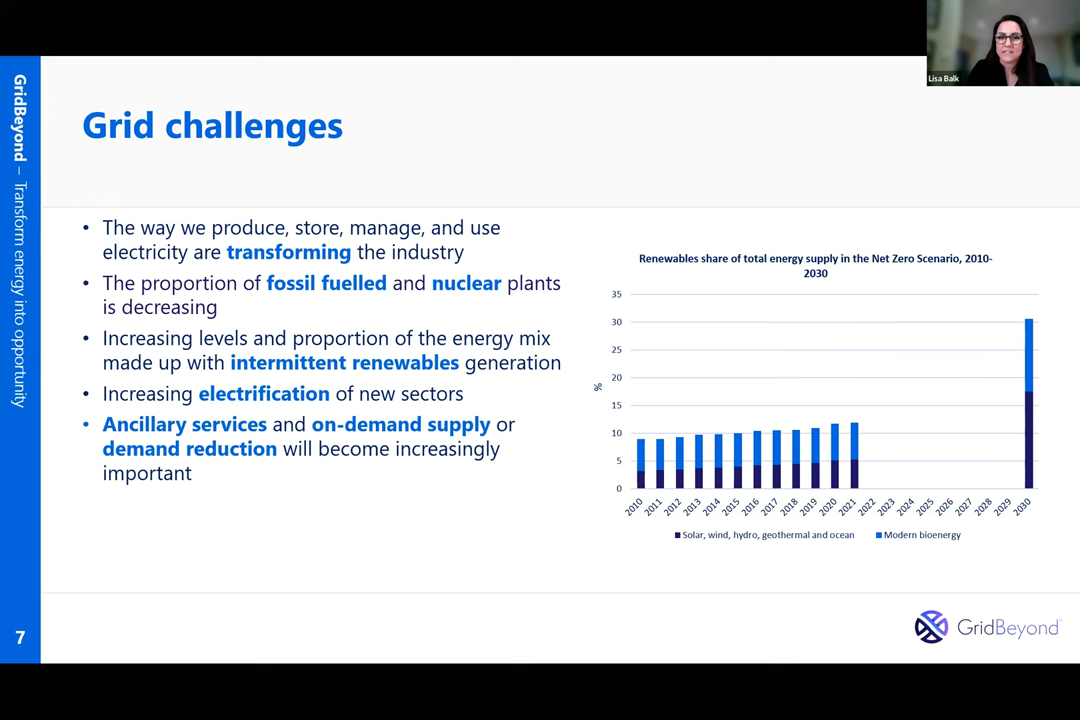 Lisa Balk
GridBeyond – Transform energy into opportunity
Grid challenges
• The way we produce, store, manage, and use
electricity are transforming the industry
• The proportion of fossil fuelled and nuclear plants
is decreasing
• Increasing levels and proportion of the energy mix
made up with intermittent renewables generation
• Increasing electrification of new sectors
• Ancillary services and on-demand supply or
demand reduction will become increasingly
important
Renewables share of total energy supply in the Net Zero Scenario, 2010-
2030
%
35
30
25
20
15
10
5
0
2010 2011 2012 2013 2014 2015 2016 2017 2018 2019 2020 2021 2022 2023 2024 2025 2026 2027 2028 2029 2030
Solar, wind, hydro, geothermal and ocean Modern bioenergy
7
GridBeyond™